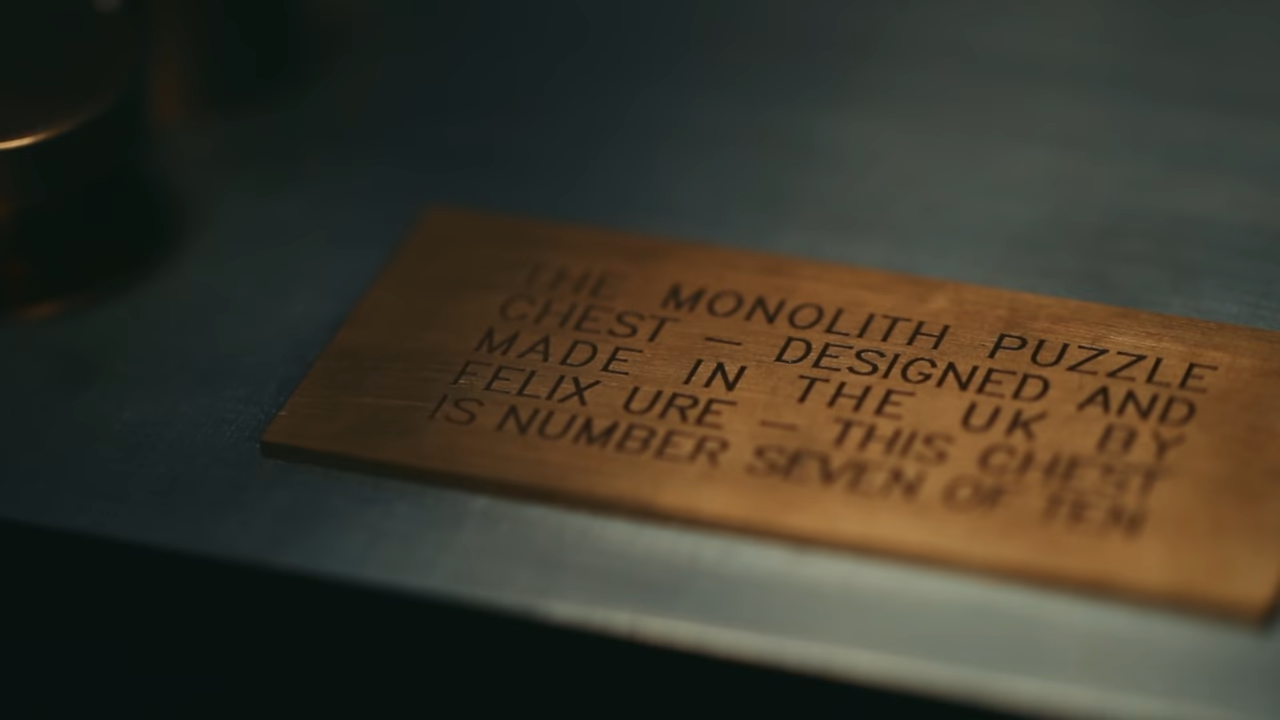 THE MONOLITH PUZZLE
CHEST — DESIGNED AND
MADE IN THE UK BY
FELIX URE — THIS CHEST
IS NUMBER SEVEN OF TEN